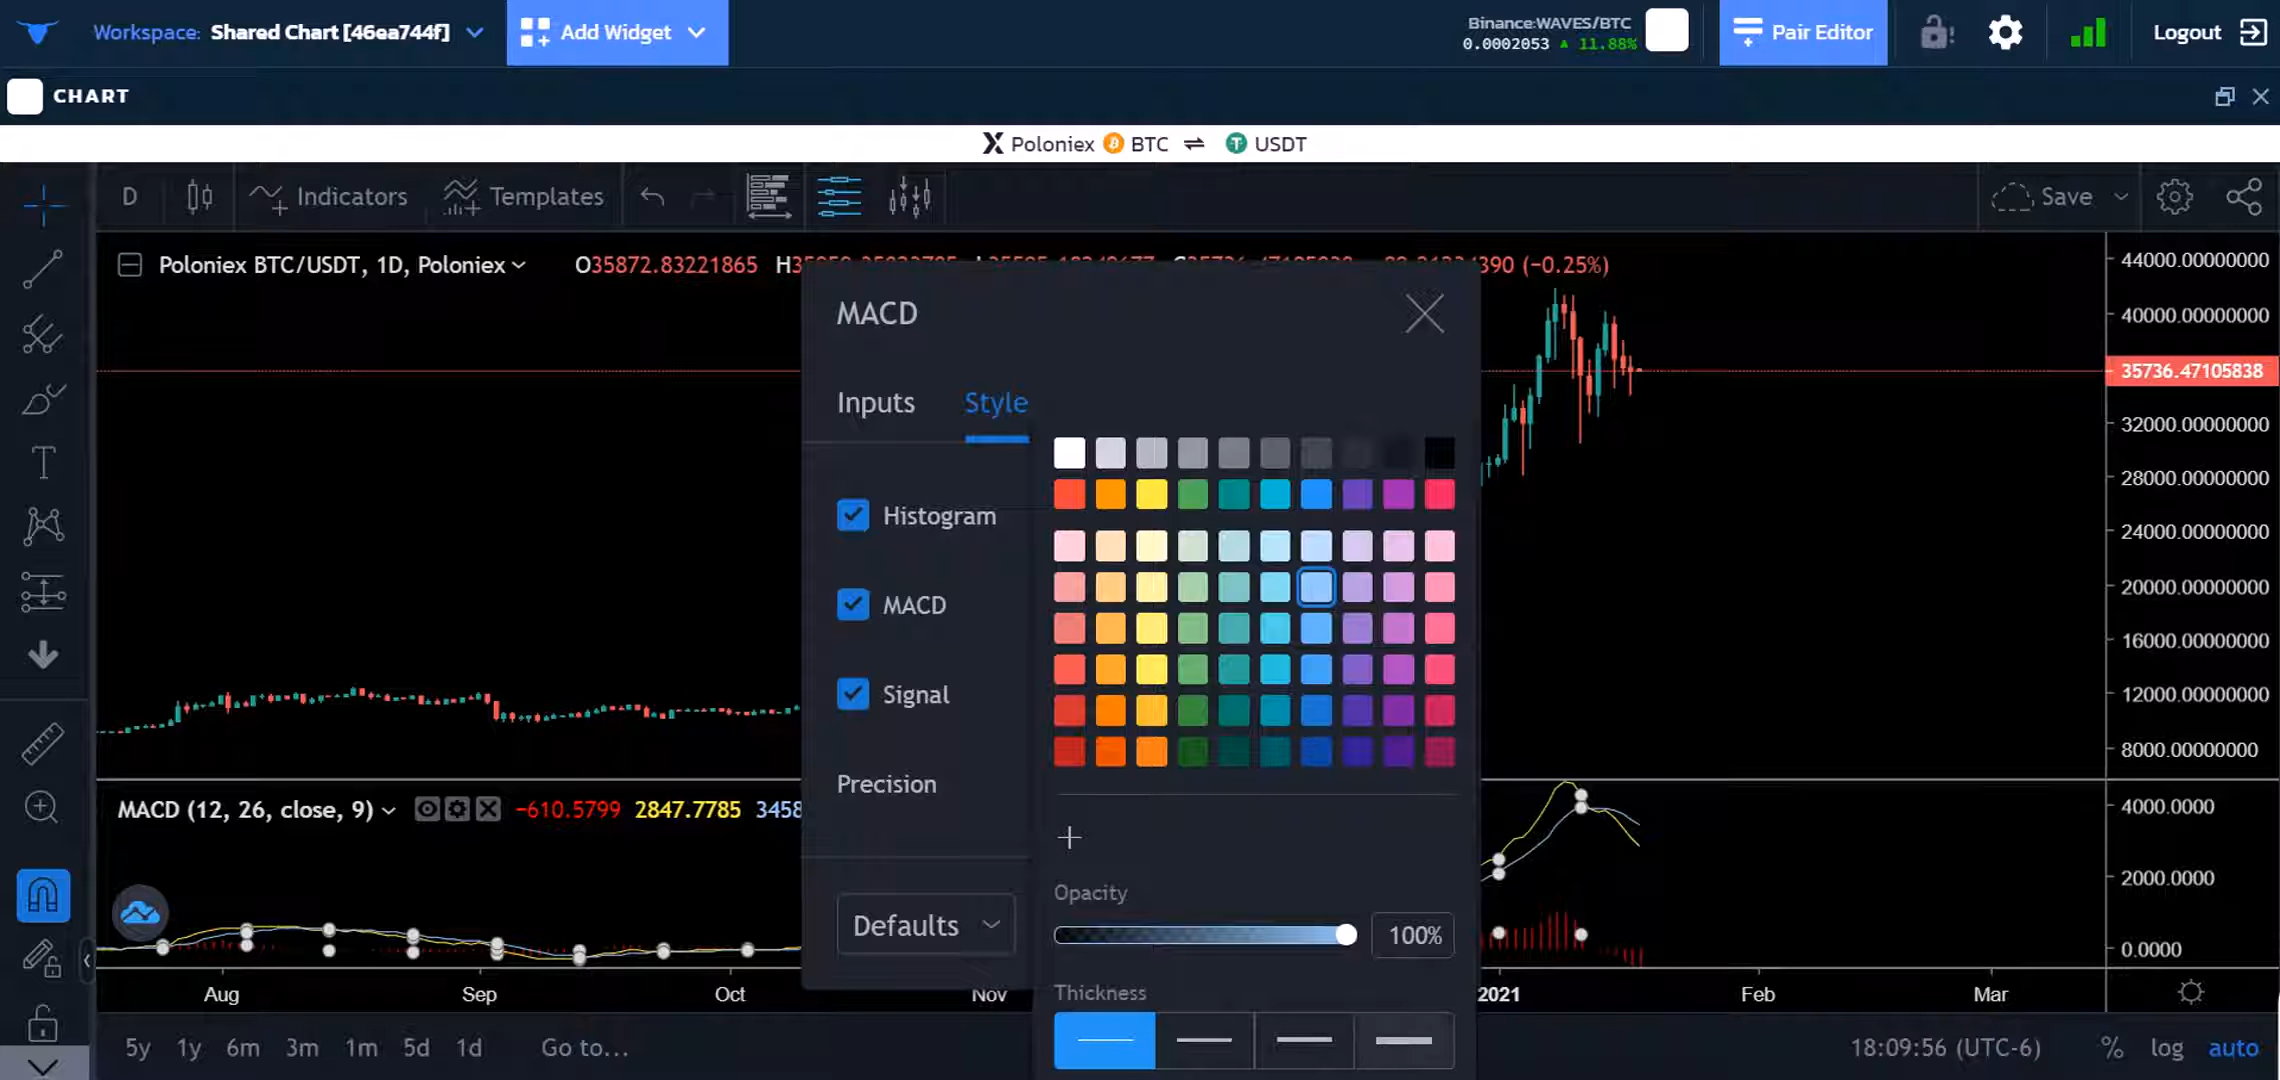 Workspace: Shared Chart [46ea744f]
Add Widget
Binance:WAVES/BTC
0.0002053 ▲ 11.88%
Pair Editor
Logout
CHART
Poloniex BTC ⇌ USDT
D
Indicators
Templates
Save
Poloniex BTC/USDT, 1D, Poloniex
O35872.83221865
(−0.25%)
44000.00000000
40000.00000000
35736.47105838
32000.00000000
28000.00000000
24000.00000000
20000.00000000
16000.00000000
12000.00000000
8000.00000000
MACD
Inputs
Style
Histogram
MACD
Signal
Precision
Defaults
Opacity
100%
Thickness
MACD (12, 26, close, 9)
−610.5799 2847.7785 3458
4000.0000
2000.0000
0.0000
Aug
Sep
Oct
Nov
2021
Feb
Mar
5y 1y 6m 3m 1m 5d 1d
Go to...
18:09:56 (UTC-6)
% log auto